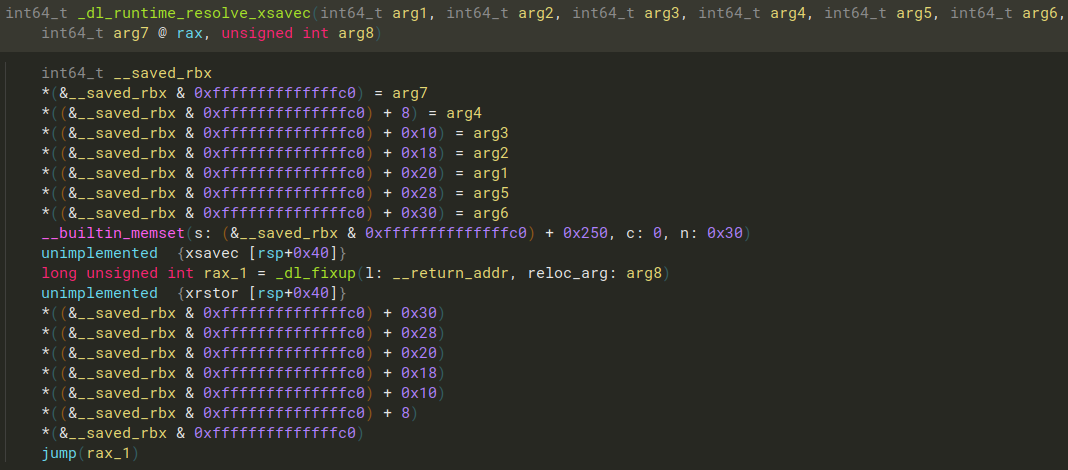 int64_t _dl_runtime_resolve_xsavec(int64_t arg1, int64_t arg2, int64_t arg3, int64_t arg4, int64_t arg5, int64_t arg6,
int64_t arg7 @ rax, unsigned int arg8)
int64_t __saved_rbx
*(&__saved_rbx & 0xffffffffffffffc0) = arg7
*((&__saved_rbx & 0xffffffffffffffc0) + 8) = arg4
*((&__saved_rbx & 0xffffffffffffffc0) + 0x10) = arg3
*((&__saved_rbx & 0xffffffffffffffc0) + 0x18) = arg2
*((&__saved_rbx & 0xffffffffffffffc0) + 0x20) = arg1
*((&__saved_rbx & 0xffffffffffffffc0) + 0x28) = arg5
*((&__saved_rbx & 0xffffffffffffffc0) + 0x30) = arg6
__builtin_memset(s: (&__saved_rbx & 0xffffffffffffffc0) + 0x250, c: 0, n: 0x30)
unimplemented  {xsavec [rsp+0x40]}
long unsigned int rax_1 = _dl_fixup(l: __return_addr, reloc_arg: arg8)
unimplemented  {xrstor [rsp+0x40]}
*((&__saved_rbx & 0xffffffffffffffc0) + 0x30)
*((&__saved_rbx & 0xffffffffffffffc0) + 0x28)
*((&__saved_rbx & 0xffffffffffffffc0) + 0x20)
*((&__saved_rbx & 0xffffffffffffffc0) + 0x18)
*((&__saved_rbx & 0xffffffffffffffc0) + 0x10)
*((&__saved_rbx & 0xffffffffffffffc0) + 8)
*(&__saved_rbx & 0xffffffffffffffc0)
jump(rax_1)